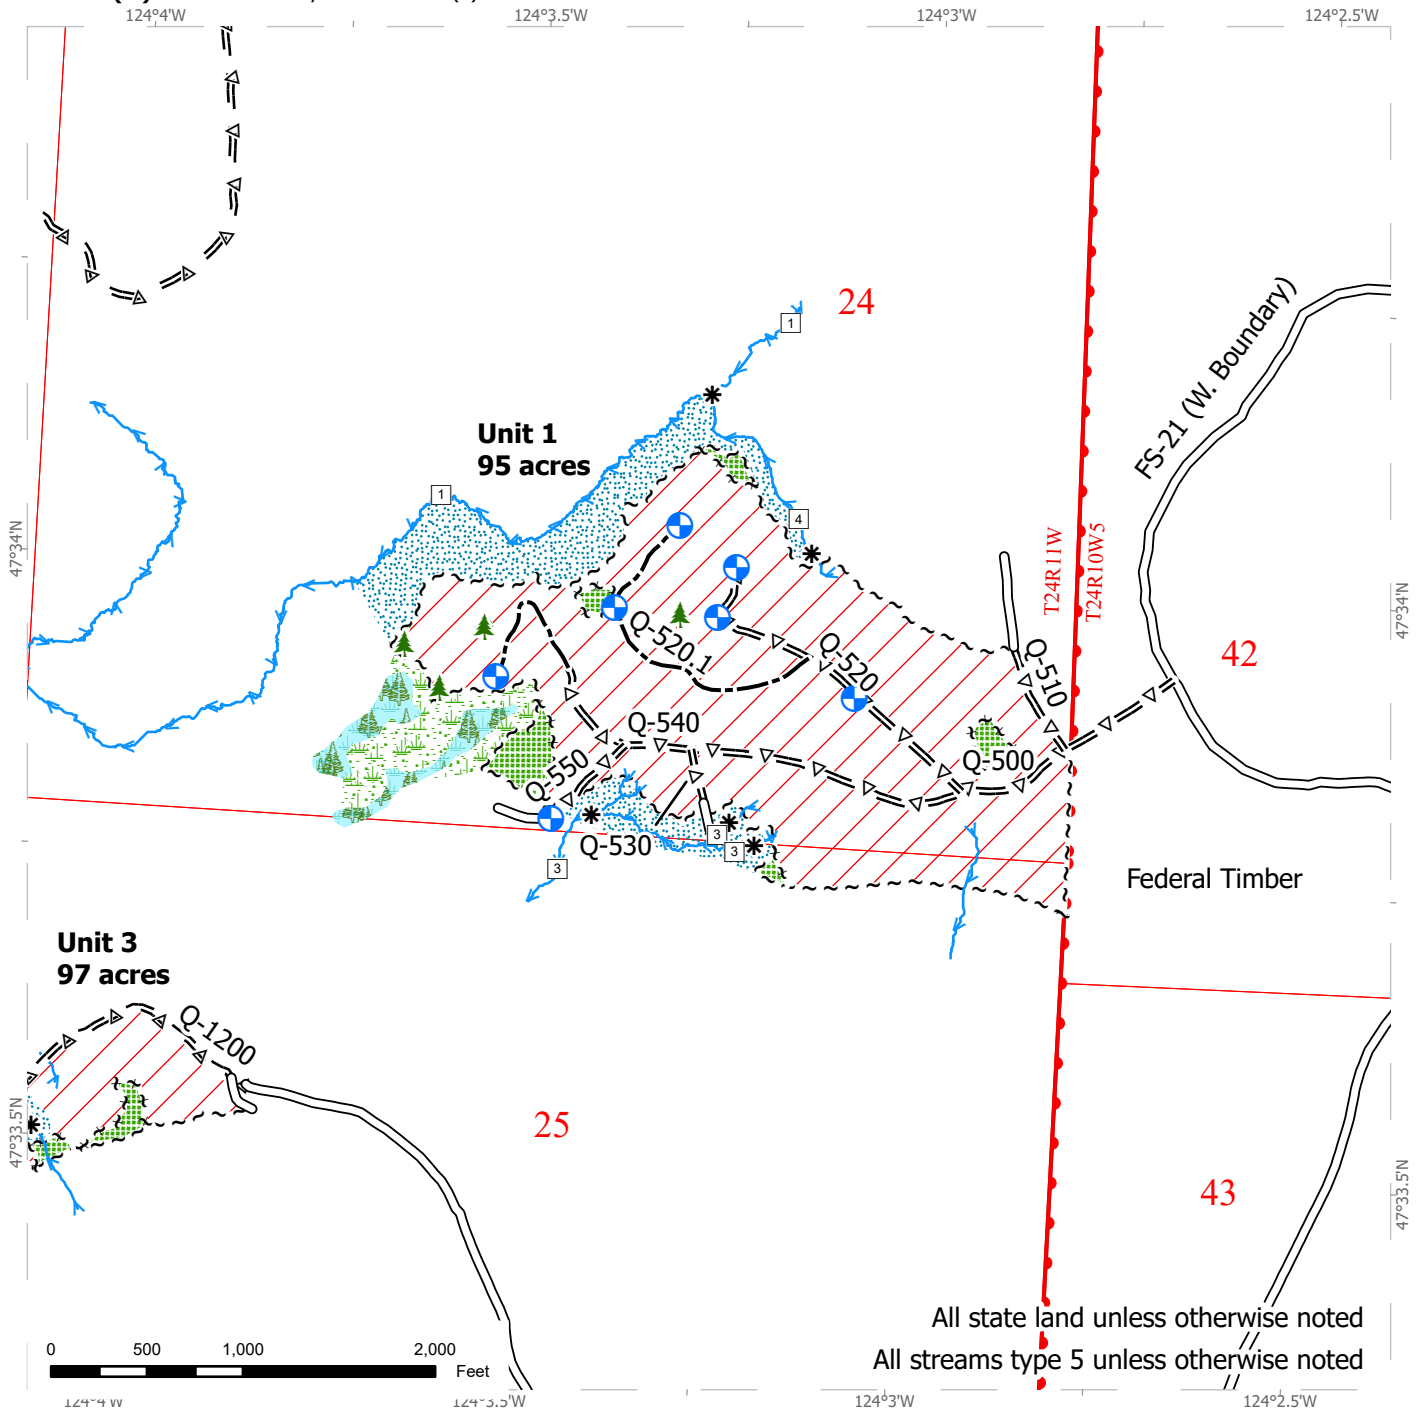 124°4'W
124°3.5'W
124°3'W
124°2.5'W
24
1
FS-21 (W. Boundary)
Unit 1
95 acres
1
4
47°34'N
T24R11W
T24R10W5
47°34'N
Q-520.1
Q-520
Q-510
42
Q-540
Q-500
Q-550
Q-530
3
3
3
Federal Timber
Unit 3
97 acres
Q-1200
25
47°33.5'N
43
47°33.5'N
All state land unless otherwise noted
All streams type 5 unless otherwise noted
0 500 1,000 2,000
Feet
124°4'W
124°3.5'W
124°3'W
124°2.5'W